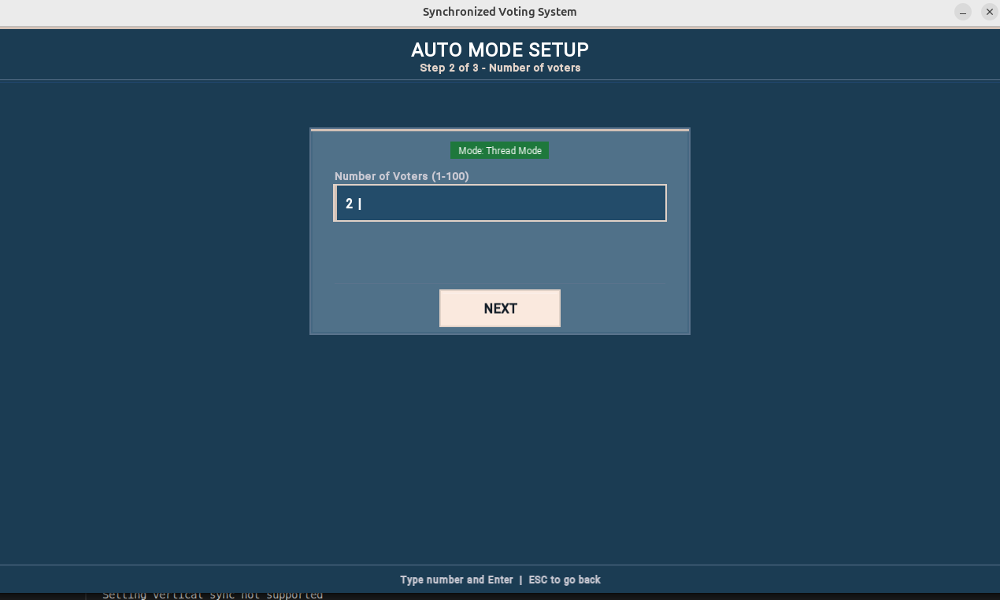 Synchronized Voting System
AUTO MODE SETUP
Step 2 of 3 - Number of voters
Mode: Thread Mode
Number of Voters (1-100)
2 |
NEXT
Type number and Enter | ESC to go back
Setting vertical sync not supported